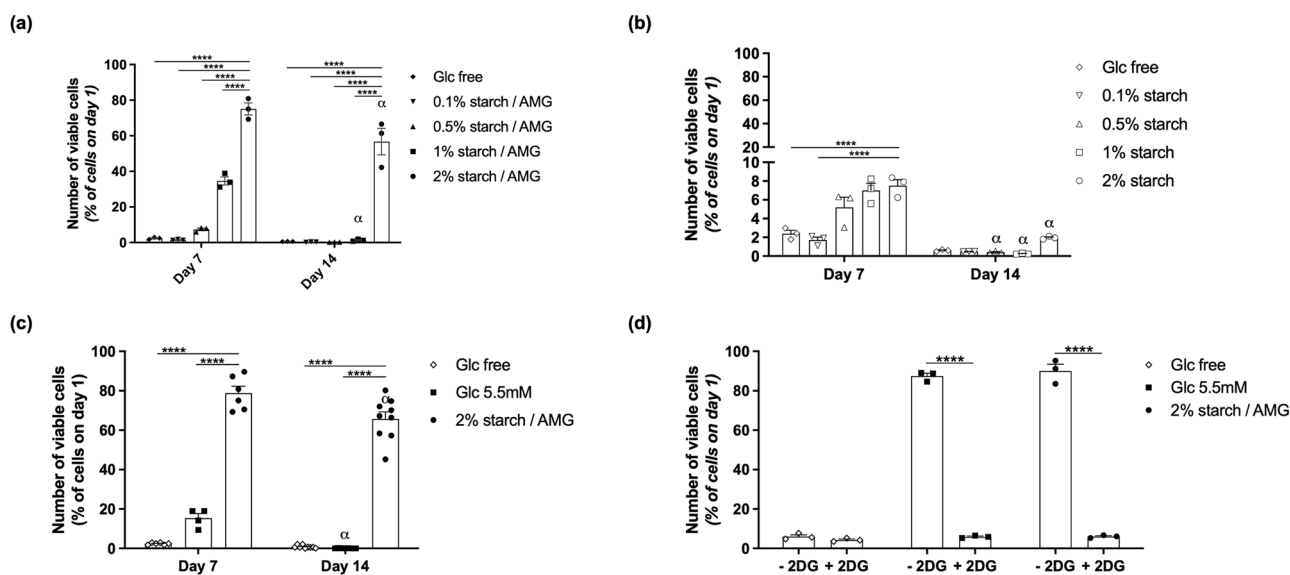 (a)
Number of viable cells
(% of cells on day 1)
100
80
60
40
20
0
****
****
****
****
****
****
****
****
α
α
Day 7
Day 14
Glc free
0.1% starch / AMG
0.5% starch / AMG
1% starch / AMG
2% starch / AMG
(b)
Number of viable cells
(% of cells on day 1)
100
80
60
40
20
10
8
6
4
2
0
****
****
α
α
α
Day 7
Day 14
Glc free
0.1% starch
0.5% starch
1% starch
2% starch
(c)
Number of viable cells
(% of cells on day 1)
100
80
60
40
20
0
****
****
****
****
α
α
Day 7
Day 14
Glc free
Glc 5.5mM
2% starch / AMG
(d)
Number of viable cells
(% of cells on day 1)
100
80
60
40
20
0
****
****
- 2DG + 2DG
- 2DG + 2DG
- 2DG + 2DG
Glc free
Glc 5.5mM
2% starch / AMG